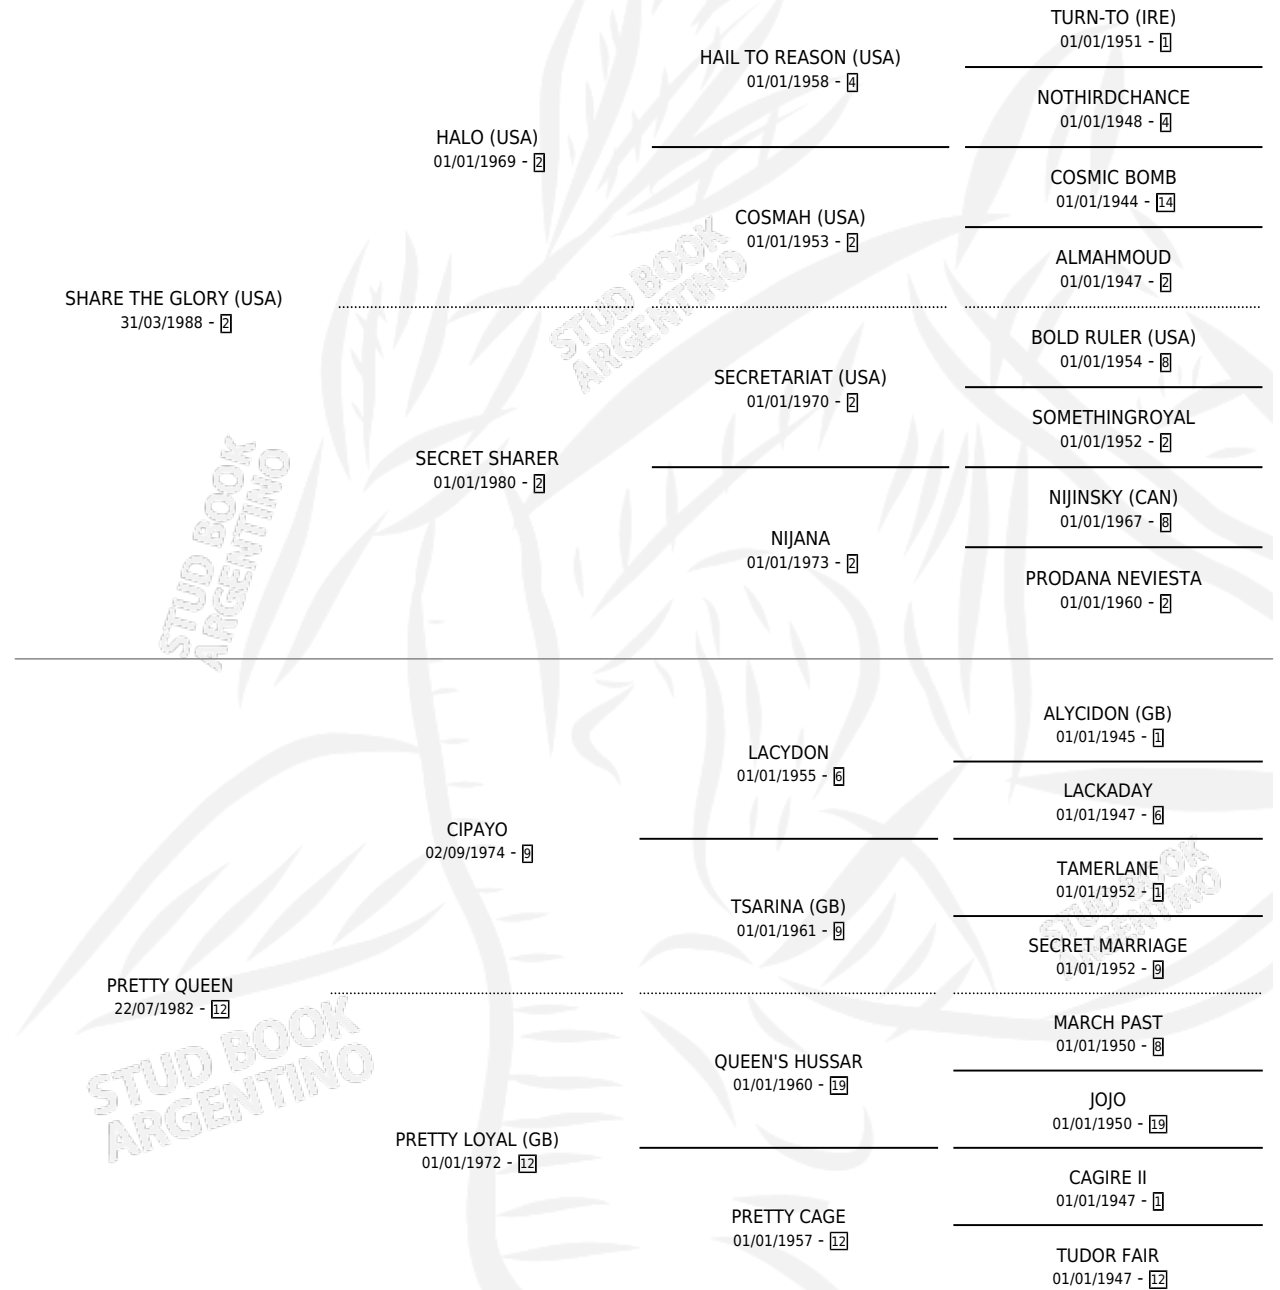 TURN-TO (IRE)
01/01/1951 - 1
HAIL TO REASON (USA)
01/01/1958 - 4
NOTHIRDCHANCE
01/01/1948 - 4
HALO (USA)
01/01/1969 - 2
COSMIC BOMB
01/01/1944 - 14
COSMAH (USA)
01/01/1953 - 2
ALMAHMOUD
01/01/1947 - 2
SHARE THE GLORY (USA)
31/03/1988 - 2
STUD BOOK
ARGENTINO
BOLD RULER (USA)
01/01/1954 - 8
SECRETARIAT (USA)
01/01/1970 - 2
SOMETHINGROYAL
01/01/1952 - 2
SECRET SHARER
01/01/1980 - 2
NIJINSKY (CAN)
01/01/1967 - 8
NIJANA
01/01/1973 - 2
PRODANA NEVIESTA
01/01/1960 - 2
STUD BOOK
ARGENTINO
ALYCIDON (GB)
01/01/1945 - 1
LACYDON
01/01/1955 - 6
LACKADAY
01/01/1947 - 6
CIPAYO
02/09/1974 - 9
TAMERLANE
01/01/1952 - 1
TSARINA (GB)
01/01/1961 - 9
STUD BOOK
ARGENTINO
SECRET MARRIAGE
01/01/1952 - 9
PRETTY QUEEN
22/07/1982 - 12
MARCH PAST
01/01/1950 - 8
QUEEN'S HUSSAR
01/01/1960 - 19
JOJO
01/01/1950 - 19
STUD BOOK
ARGENTINO
PRETTY LOYAL (GB)
01/01/1972 - 12
CAGIRE II
01/01/1947 - 1
PRETTY CAGE
01/01/1957 - 12
TUDOR FAIR
01/01/1947 - 12